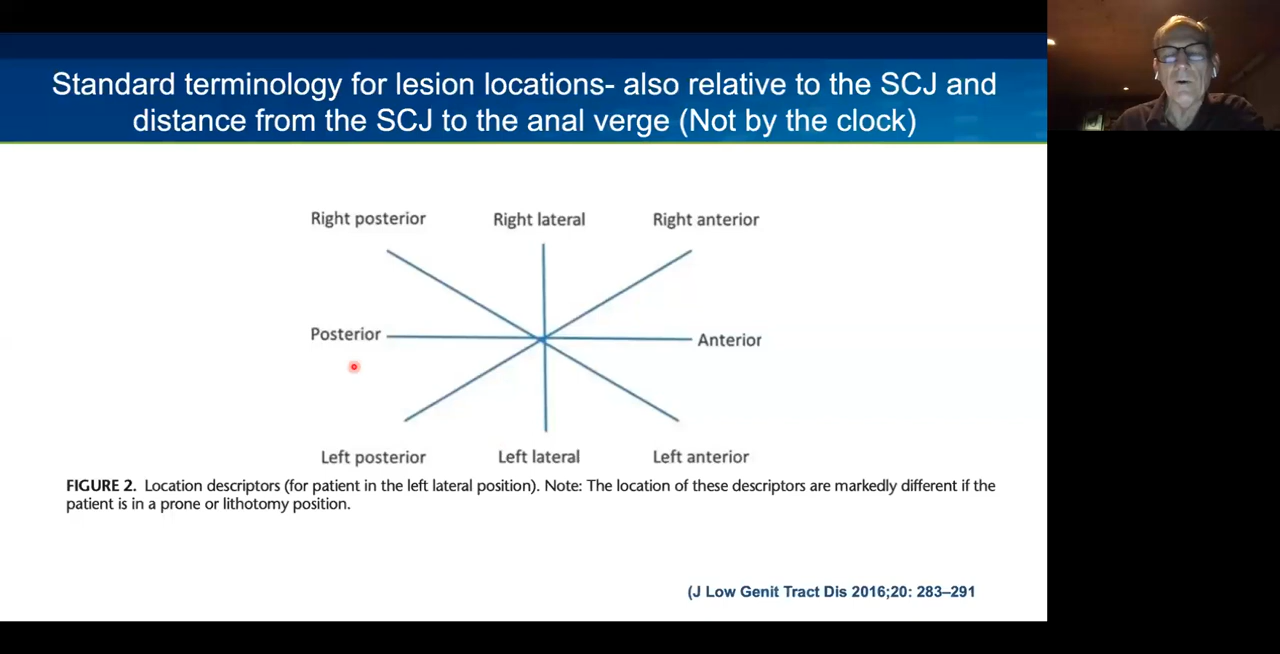 Standard terminology for lesion locations- also relative to the SCJ and
distance from the SCJ to the anal verge (Not by the clock)
Right posterior
Right lateral
Right anterior
Posterior
Anterior
Left posterior
Left lateral
Left anterior
FIGURE 2. Location descriptors (for patient in the left lateral position). Note: The location of these descriptors are markedly different if the
patient is in a prone or lithotomy position.
(J Low Genit Tract Dis 2016;20: 283–291